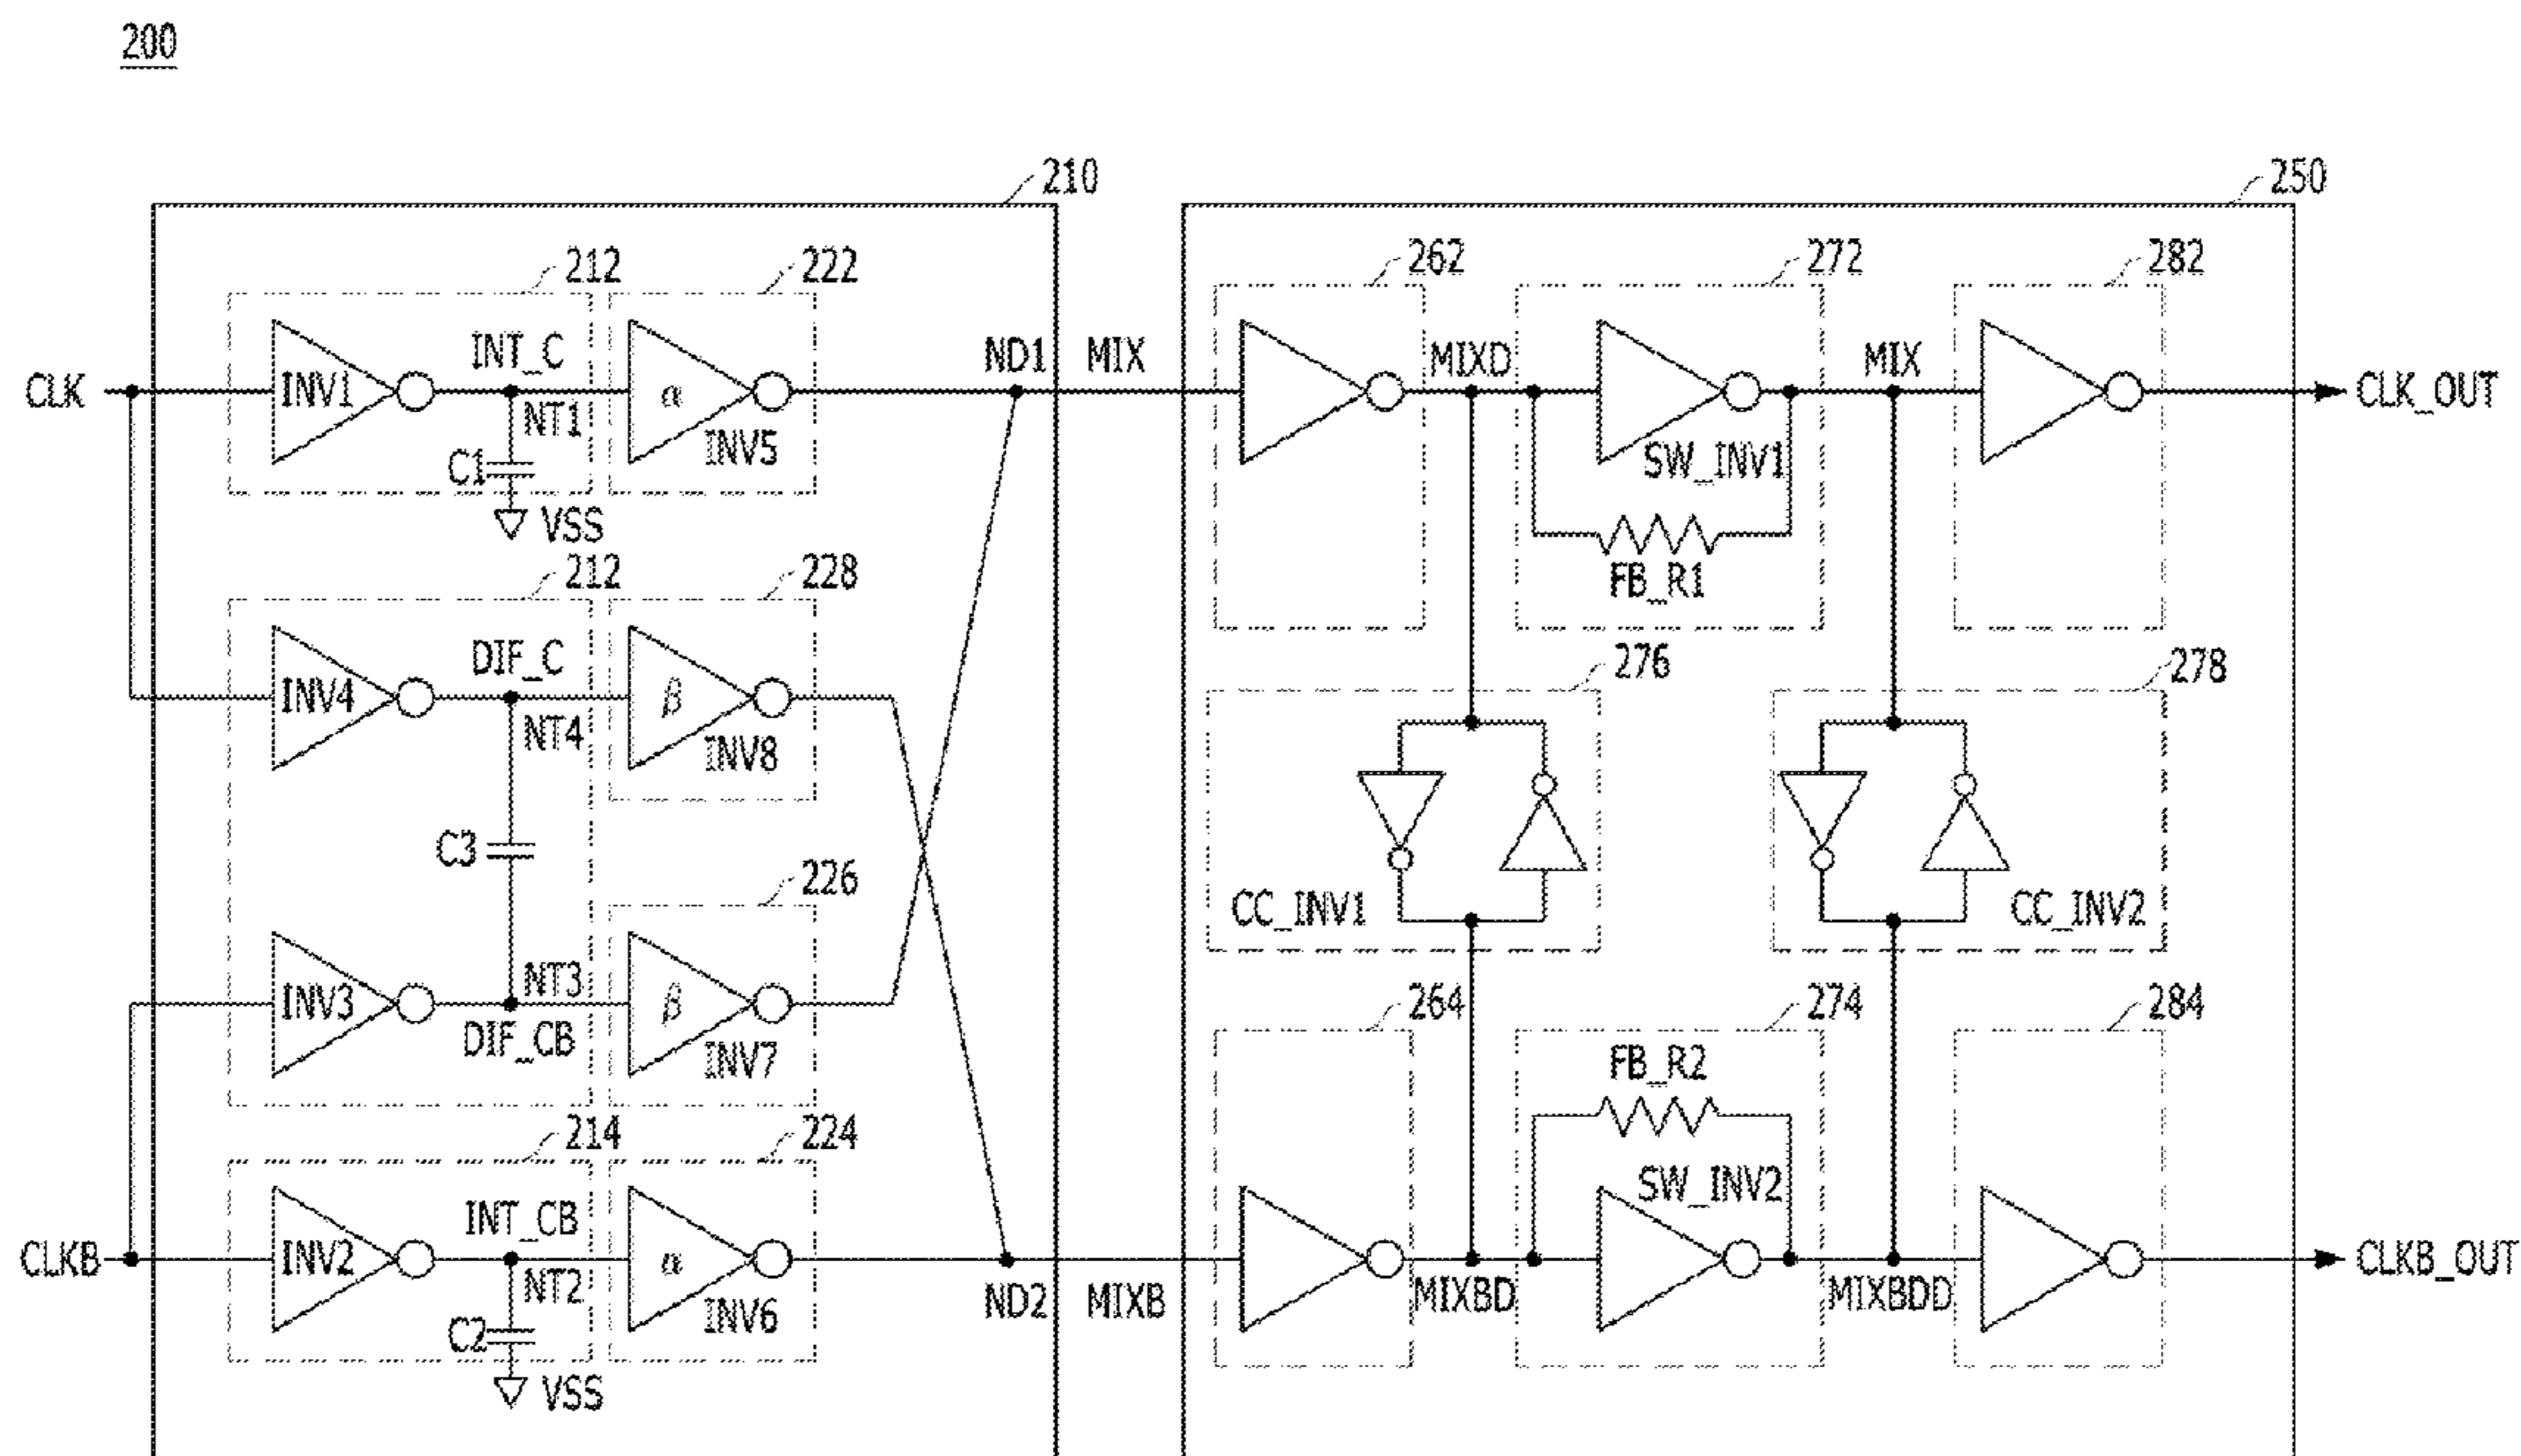 200
210
250
212
222
262
272
282
INT_C
ND1
MIX
MIXD
MIX
CLK
INV1
α
CLK_OUT
NT1
INV5
SW_INV1
C1
VSS
FB_R1
212
228
DIF_C
276
278
INV4
β
NT4
INV8
C3
226
CC_INV1
CC_INV2
NT3
INV3
β
264
274
284
DIF_CB
INV7
FB_R2
214
224
SW_INV2
INT_CB
CLKB
INV2
α
CLKB_OUT
NT2
INV6
ND2
MIXB
MIXBD
MIXBDD
C2
VSS